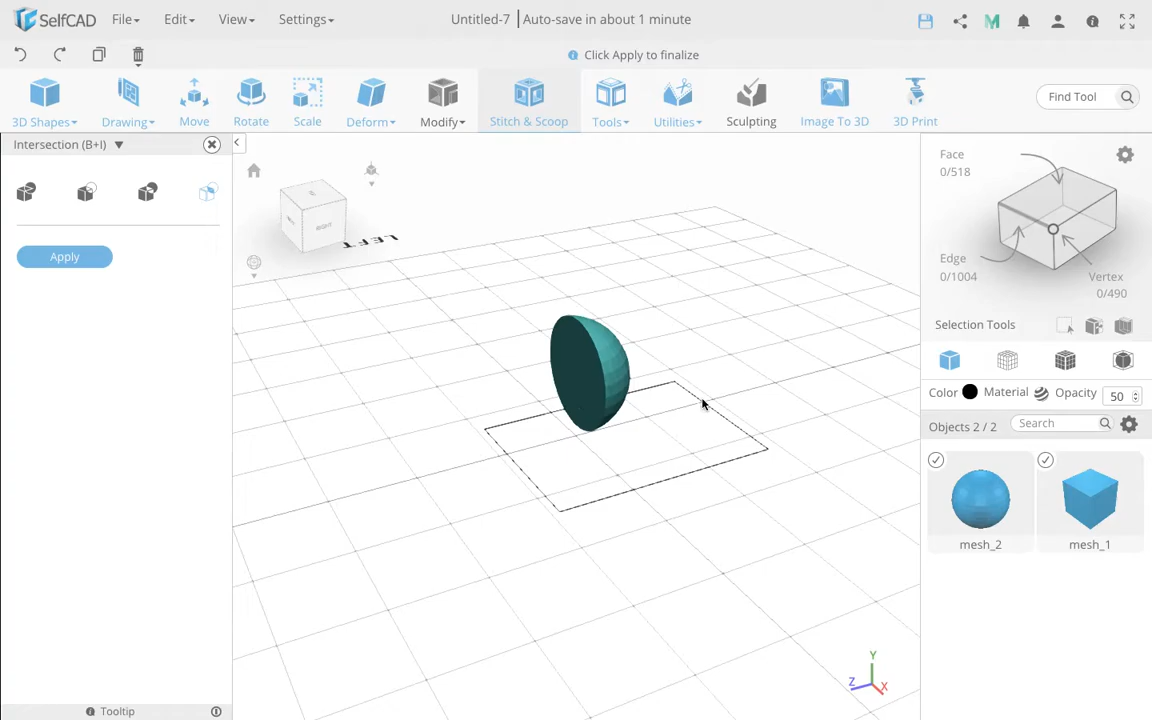 SelfCAD
File
Edit
View
Settings
Untitled-7 | Auto-save in about 1 minute
Click Apply to finalize
3D Shapes
Drawing
Move
Rotate
Scale
Deform
Modify
Stitch & Scoop
Tools
Utilities
Sculpting
Image To 3D
3D Print
Find Tool
Intersection (B+I)
Apply
Tooltip
RIGHT
LEFT
Face
0/518
Edge
0/1004
Vertex
0/490
Selection Tools
Color
Material
Opacity
50
Objects 2 / 2
Search
mesh_2
mesh_1
Y
Z
X